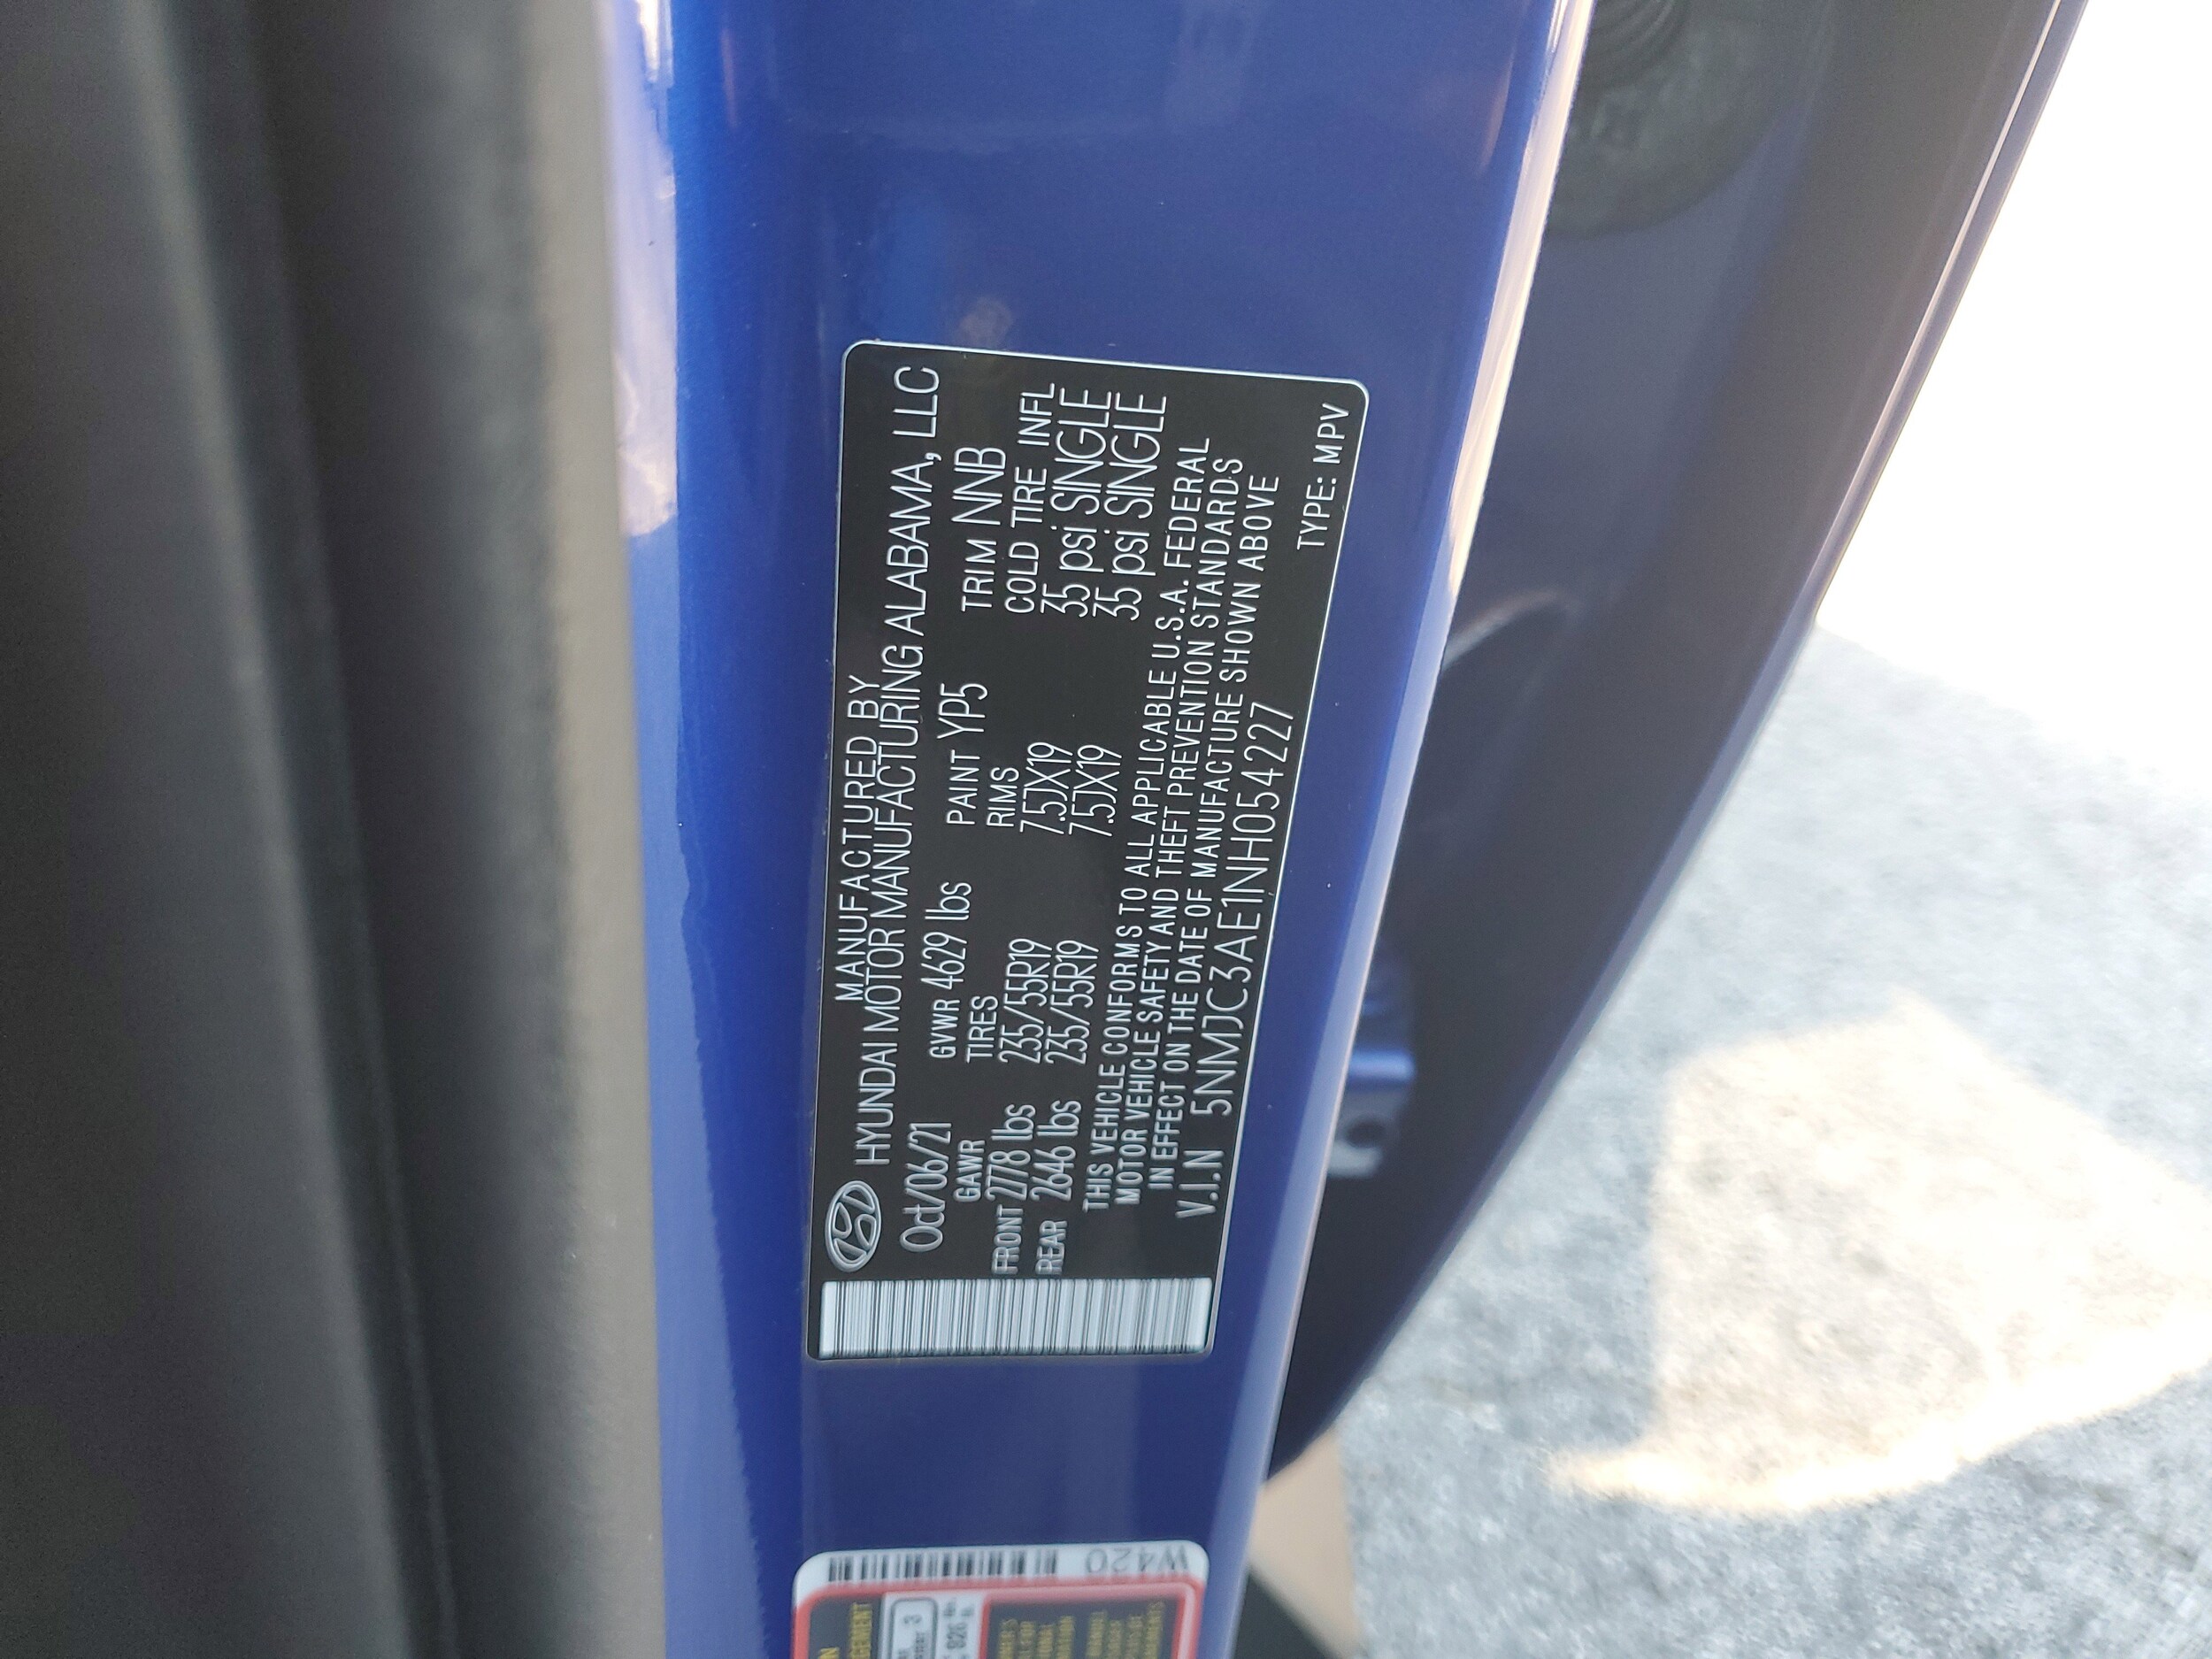 MANUFACTURED BY
HYUNDAI MOTOR MANUFACTURING ALABAMA, LLC
Oct/06/21 GVWR 4629 lbs PAINT YP5 TRIM NNB
GAWR TIRES RIMS COLD TIRE INFL
FRONT 2778 lbs 235/55R19 7.5JX19 35 psi SINGLE
REAR 2646 lbs 235/55R19 7.5JX19 35 psi SINGLE
THIS VEHICLE CONFORMS TO ALL APPLICABLE U.S.A. FEDERAL
MOTOR VEHICLE SAFETY AND THEFT PREVENTION STANDARDS
IN EFFECT ON THE DATE OF MANUFACTURE SHOWN ABOVE
V.I.N 5NMJC3AE1NH054227
TYPE: MPV
W420
3